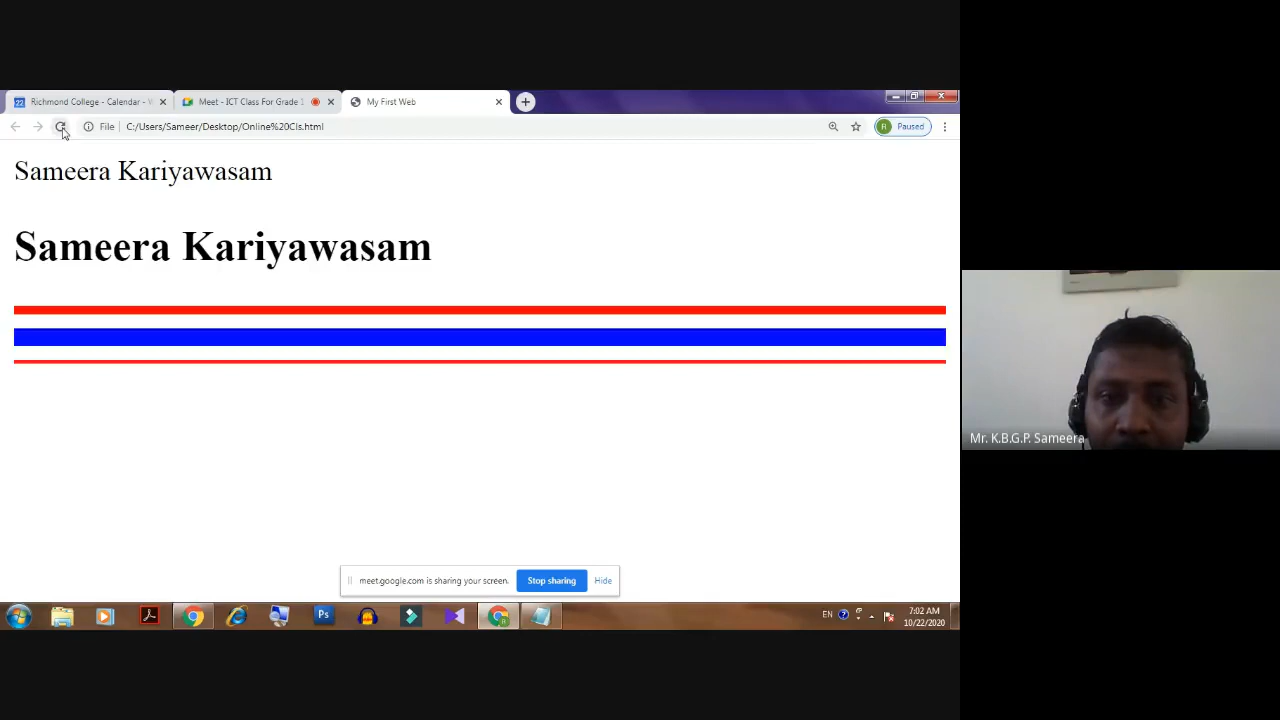 Richmond College - Calendar -
Meet - ICT Class For Grade 1
My First Web
File
C:/Users/Sameer/Desktop/Online%20Cls.html
R
Paused
Sameera Kariyawasam
Sameera Kariyawasam
Mr. K.B.G.P. Sameera
meet.google.com is sharing your screen.
Stop sharing
Hide
Ps
EN
7:02 AM
10/22/2020